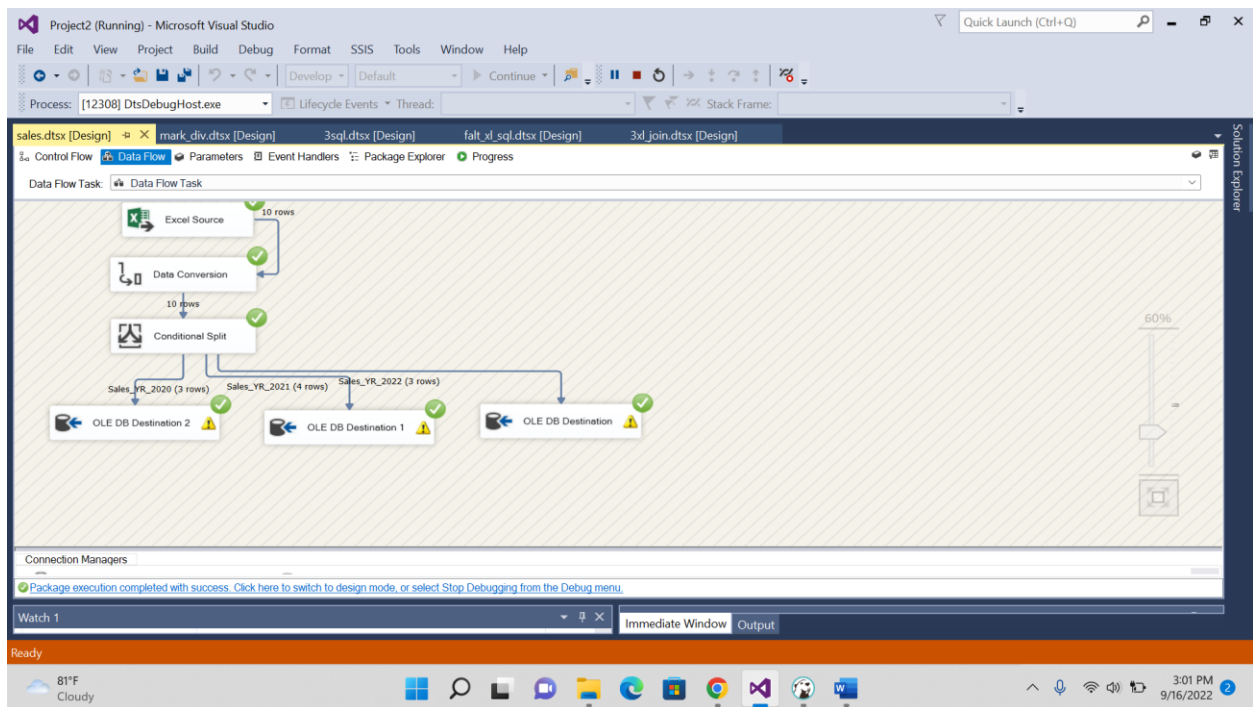 Project2 (Running) - Microsoft Visual Studio
Quick Launch (Ctrl+Q)
File Edit View Project Build Debug Format SSIS Tools Window Help
Develop Default Continue
Process: [12308] DtsDebugHost.exe Lifecycle Events Thread: Stack Frame:
sales.dtsx [Design] mark_div.dtsx [Design] 3sql.dtsx [Design] falt_xl_sql.dtsx [Design] 3xl_join.dtsx [Design]
Solution Explorer
Control Flow Data Flow Parameters Event Handlers Package Explorer Progress
Data Flow Task: Data Flow Task
10 rows
Excel Source
Data Conversion
10 rows
60%
Conditional Split
Sales_YR_2020 (3 rows) Sales_YR_2021 (4 rows) Sales_YR_2022 (3 rows)
OLE DB Destination 2 OLE DB Destination 1 OLE DB Destination
Connection Managers
Package execution completed with success. Click here to switch to design mode, or select Stop Debugging from the Debug menu.
Watch 1
Immediate Window Output
Ready
81°F
Cloudy
3:01 PM
9/16/2022
2